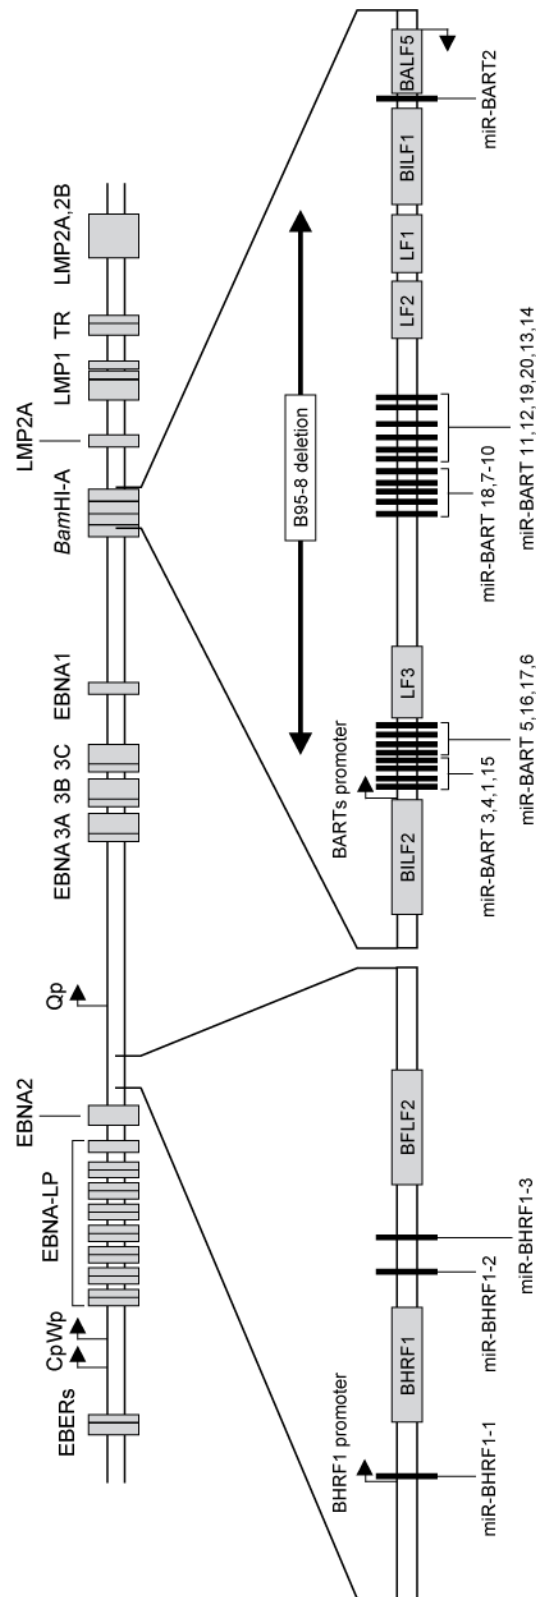 EBERs
CpWp
EBNA-LP
EBNA2
Qp
EBNA 3A 3B 3C
EBNA1
BamHI-A
LMP2A
LMP1
TR
LMP2A,2B
B95-8 deletion
BHRF1 promoter
BHRF1
BFLF2
miR-BHRF1-1
miR-BHRF1-2
miR-BHRF1-3
BARTs promoter
BILF2
LF3
LF2
LF1
BILF1
BALF5
miR-BART 3,4,1,15
miR-BART 5,16,17,6
miR-BART 18,7-10
miR-BART 11,12,19,20,13,14
miR-BART2